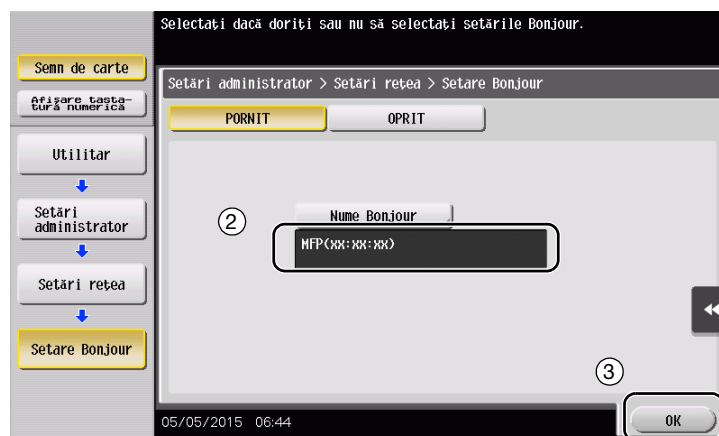 Selectați dacă doriți sau nu să selectați setările Bonjour.
Semn de carte
Afișare tasta-
tură numerică
Utilitar
Setări
administrator
Setări rețea
Setare Bonjour
Setări administrator > Setări rețea > Setare Bonjour
PORNIT
OPRIT
2
Nume Bonjour
MFP(xx:xx:xx)
3
05/05/2015 06:44
OK